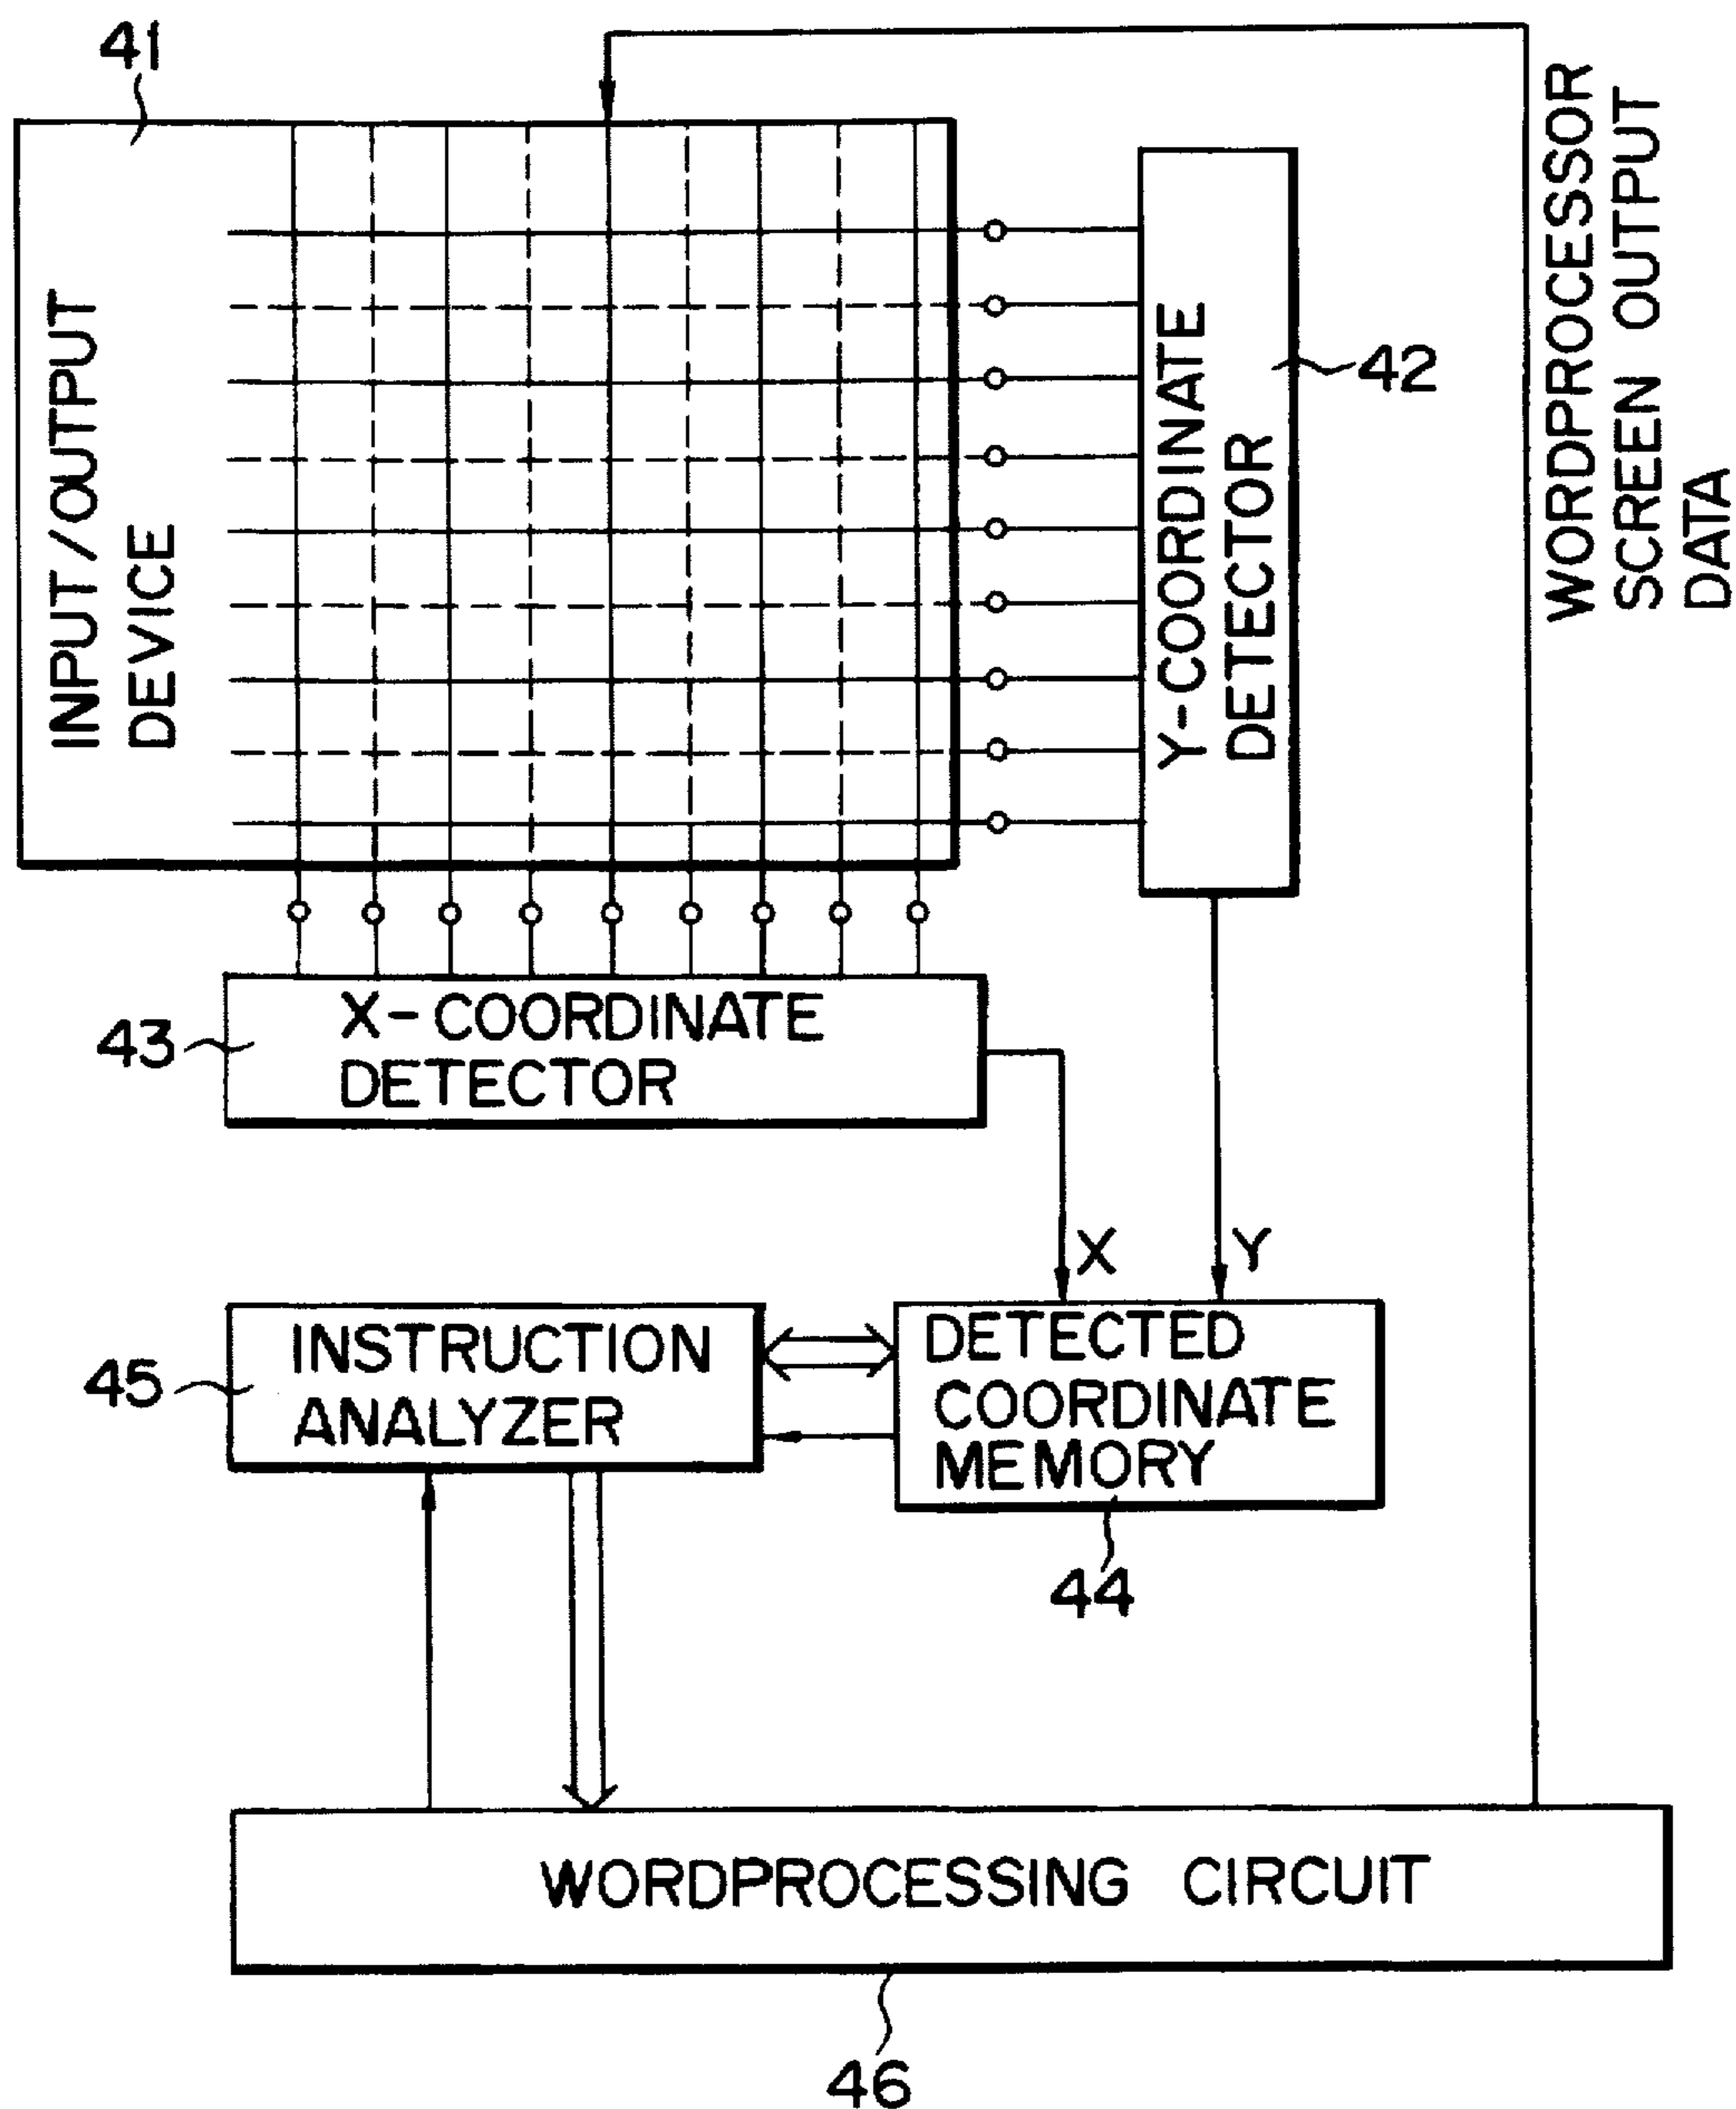 41
INPUT/OUTPUT
DEVICE
Y-COORDINATE
DETECTOR
42
WORDPROCESSOR
SCREEN OUTPUT
DATA
43
X-COORDINATE
DETECTOR
X
Y
45
INSTRUCTION
ANALYZER
DETECTED
COORDINATE
MEMORY
44
WORDPROCESSING CIRCUIT
46